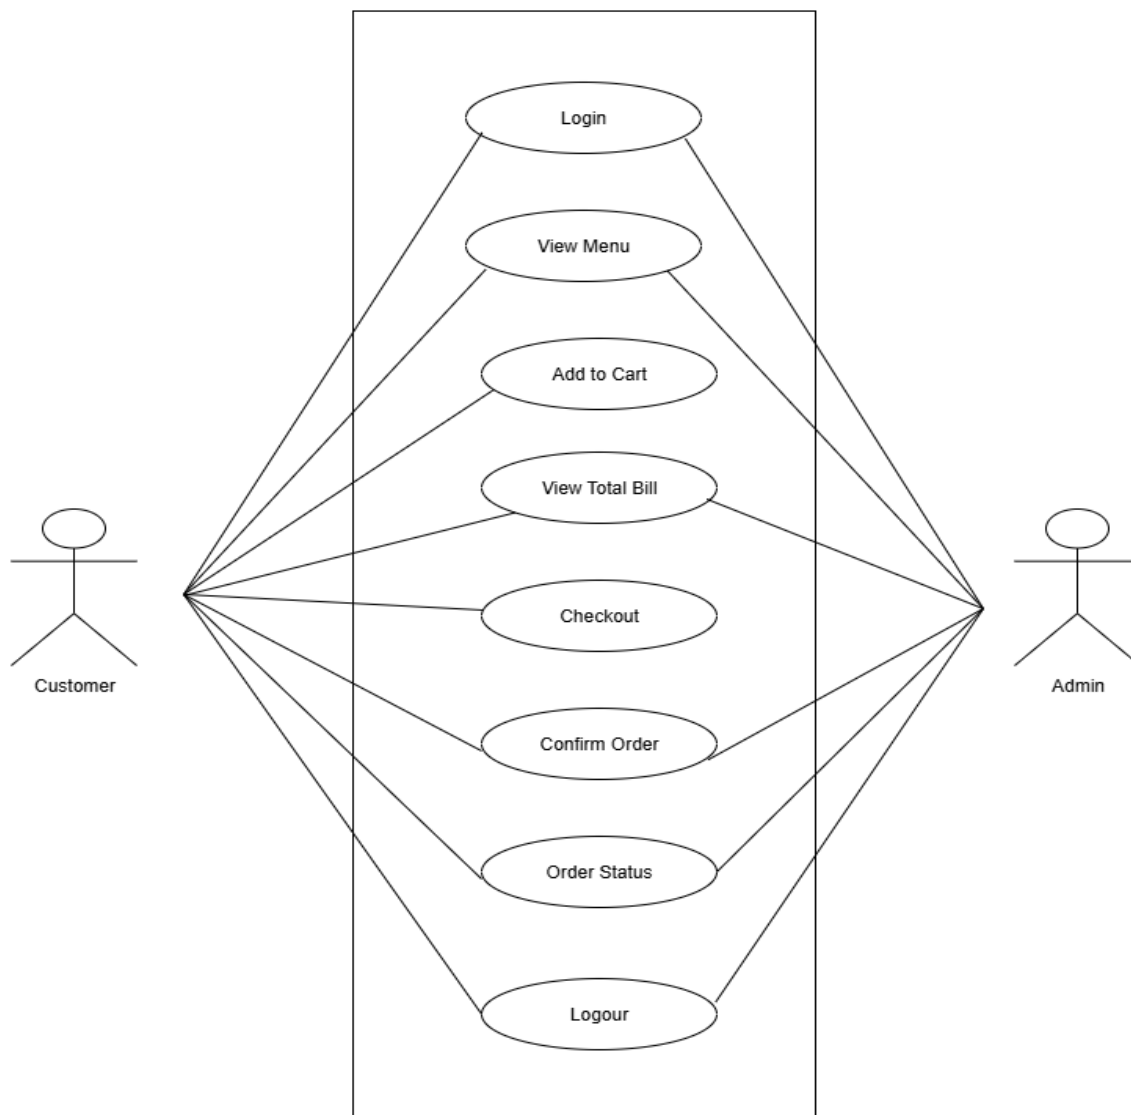 Login
View Menu
Add to Cart
View Total Bill
Checkout
Customer
Admin
Confirm Order
Order Status
Logour